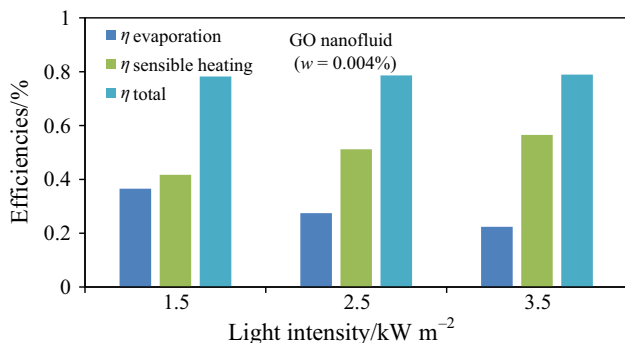 1
η evaporation
GO nanofluid
η sensible heating
(w = 0.004%)
0.8
η total
0.6
0.4
0.2
0
1.5
2.5
3.5
Efficiencies/%
Light intensity/kW m⁻²